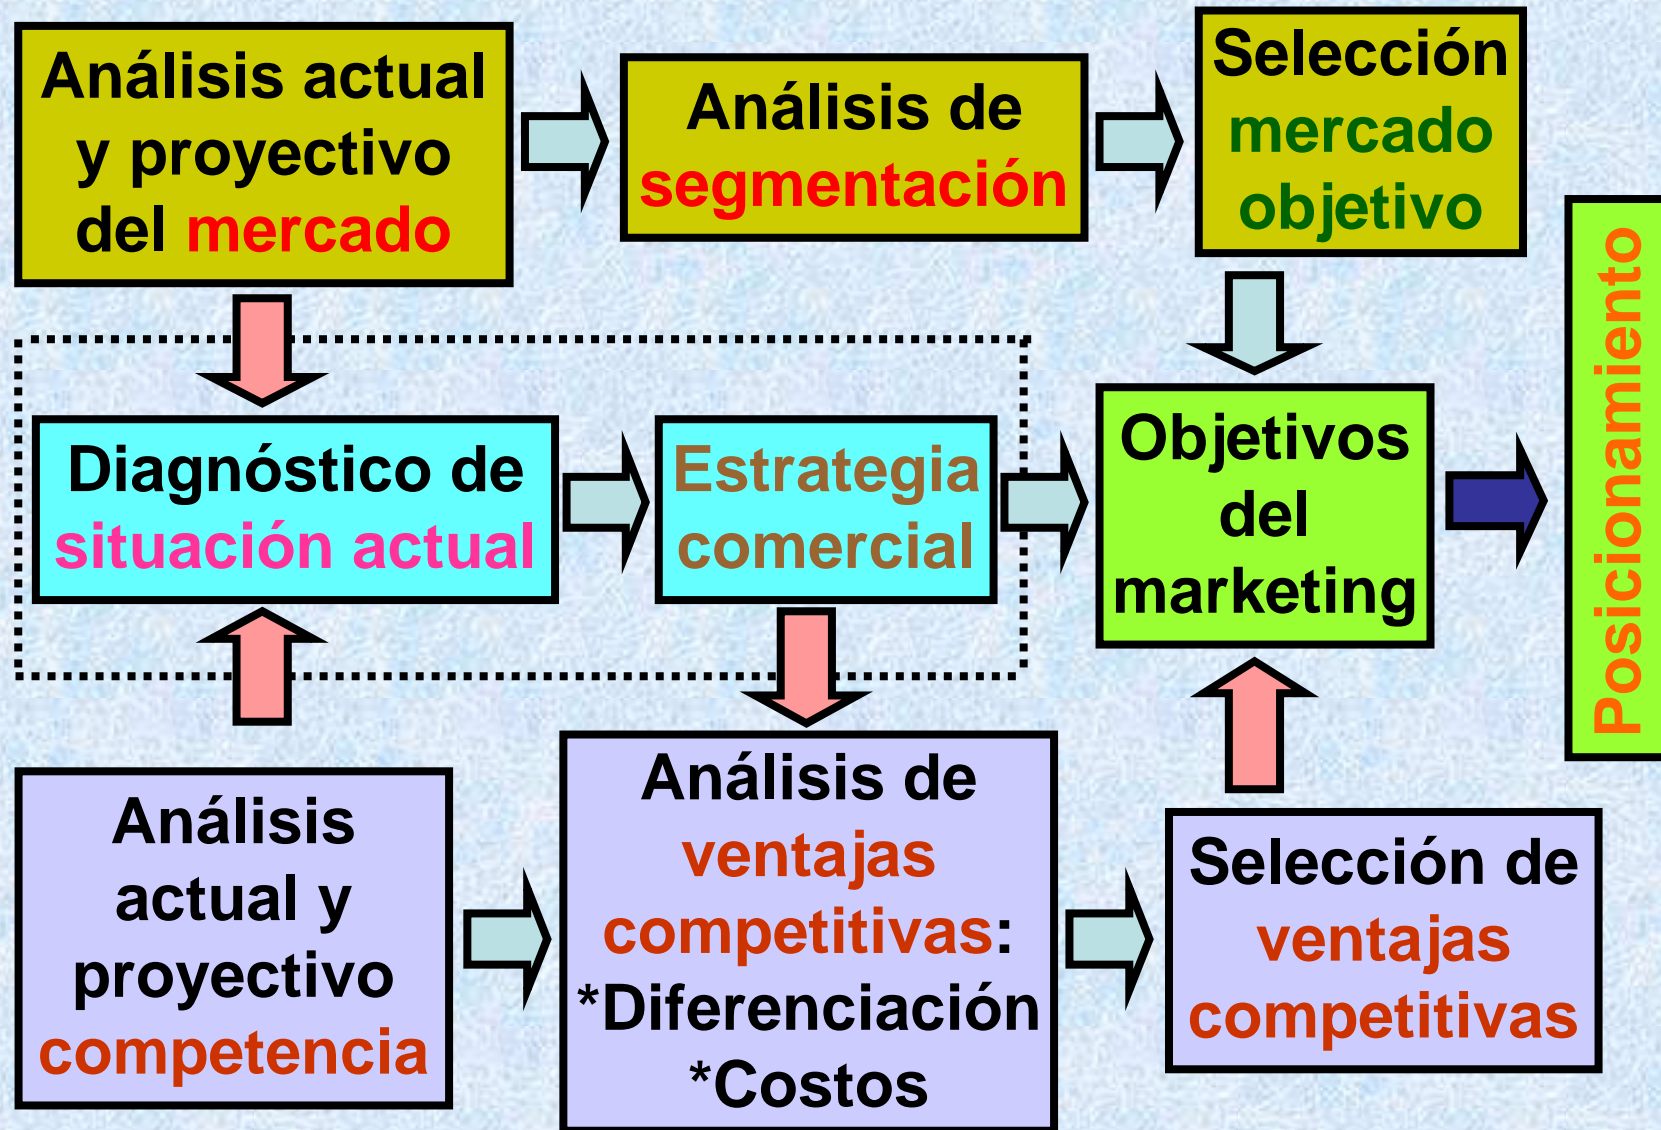 Análisis actual
y proyectivo
del mercado
Análisis de
segmentación
Selección
mercado
objetivo
Diagnóstico de
situación actual
Estrategia
comercial
Objetivos
del
marketing
Posicionamiento
Análisis
actual y
proyectivo
competencia
Análisis de
ventajas
competitivas:
*Diferenciación
*Costos
Selección de
ventajas
competitivas